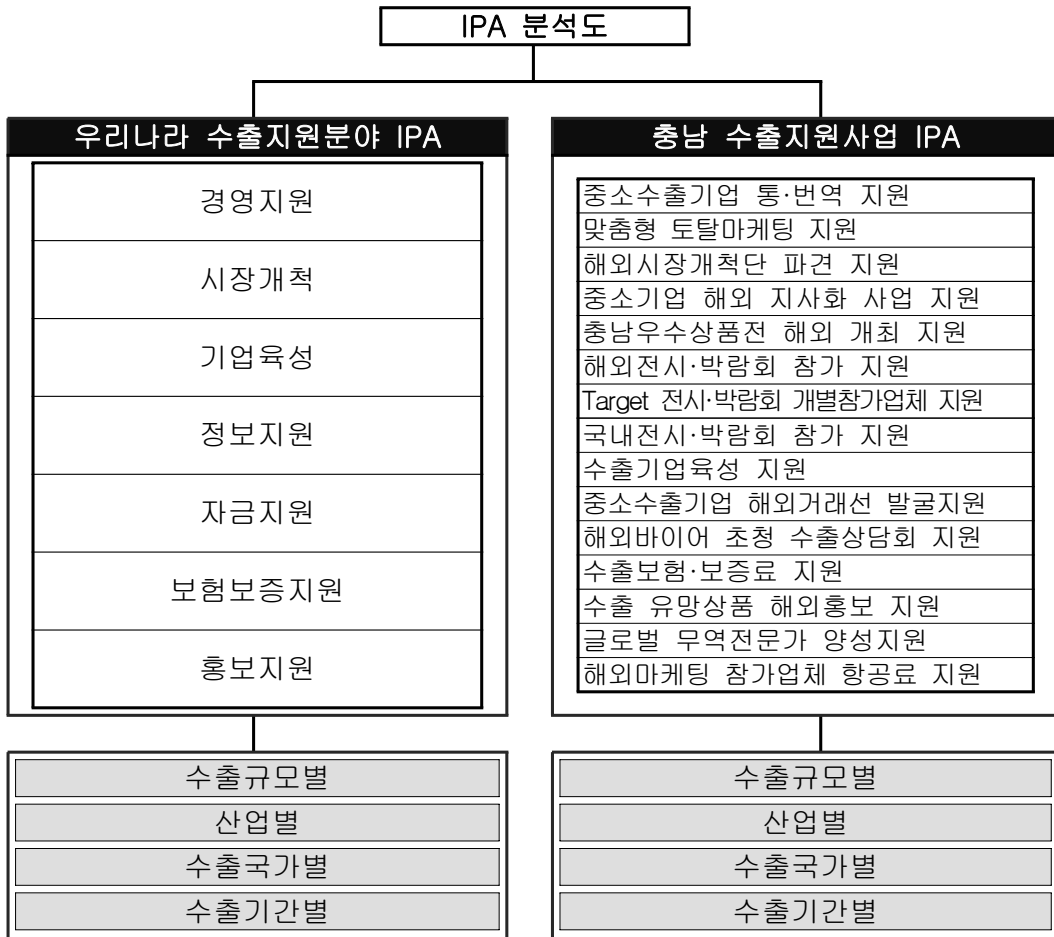 IPA 분석도
우리나라 수출지원분야 IPA
경영지원
시장개척
기업육성
정보지원
자금지원
보험보증지원
홍보지원
수출규모별
산업별
수출국가별
수출기간별
충남 수출지원사업 IPA
중소수출기업 통·번역 지원
맞춤형 토탈마케팅 지원
해외시장개척단 파견 지원
중소기업 해외 지사화 사업 지원
충남우수상품전 해외 개최 지원
해외전시·박람회 참가 지원
Target 전시·박람회 개별참가업체 지원
국내전시·박람회 참가 지원
수출기업육성 지원
중소수출기업 해외거래선 발굴지원
해외바이어 초청 수출상담회 지원
수출보험·보증료 지원
수출 유망상품 해외홍보 지원
글로벌 무역전문가 양성지원
해외마케팅 참가업체 항공료 지원
수출규모별
산업별
수출국가별
수출기간별